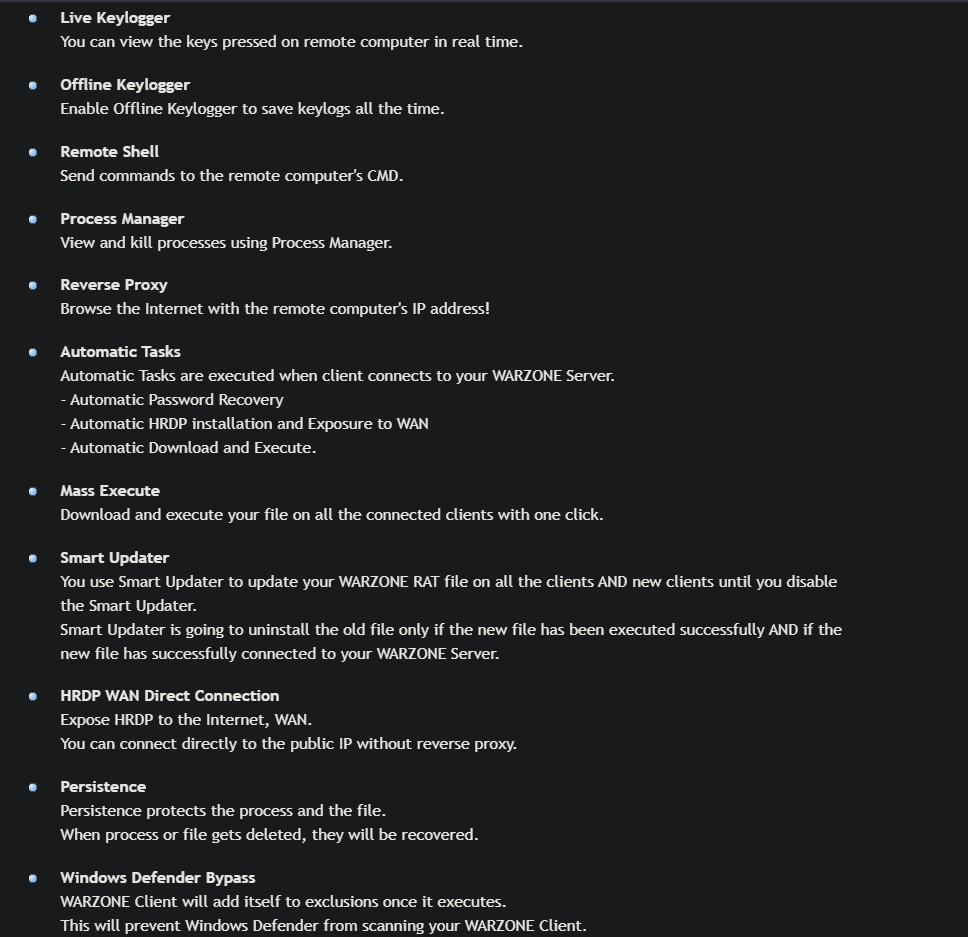 Live Keylogger
You can view the keys pressed on remote computer in real time.
Offline Keylogger
Enable Offline Keylogger to save keylogs all the time.
Remote Shell
Send commands to the remote computer's CMD.
Process Manager
View and kill processes using Process Manager.
Reverse Proxy
Browse the Internet with the remote computer's IP address!
Automatic Tasks
Automatic Tasks are executed when client connects to your WARZONE Server.
- Automatic Password Recovery
- Automatic HRDP installation and Exposure to WAN
- Automatic Download and Execute.
Mass Execute
Download and execute your file on all the connected clients with one click.
Smart Updater
You use Smart Updater to update your WARZONE RAT file on all the clients AND new clients until you disable
the Smart Updater.
Smart Updater is going to uninstall the old file only if the new file has been executed successfully AND if the
new file has successfully connected to your WARZONE Server.
HRDP WAN Direct Connection
Expose HRDP to the Internet, WAN.
You can connect directly to the public IP without reverse proxy.
Persistence
Persistence protects the process and the file.
When process or file gets deleted, they will be recovered.
Windows Defender Bypass
WARZONE Client will add itself to exclusions once it executes.
This will prevent Windows Defender from scanning your WARZONE Client.